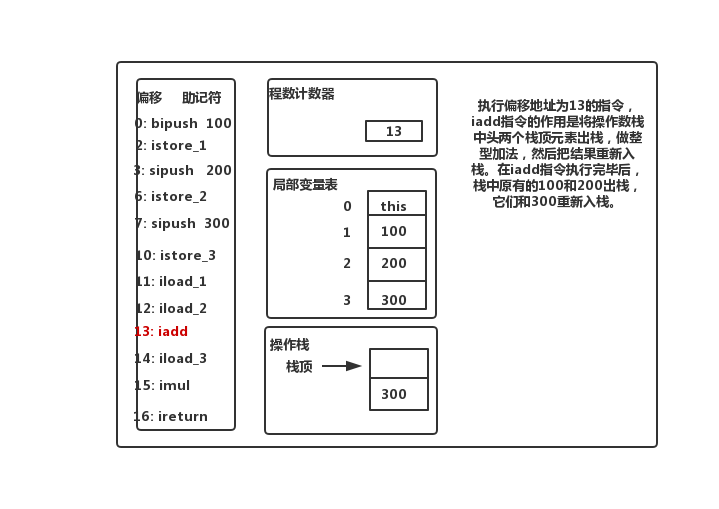 偏移 助记符
0: bipush 100
2: istore_1
3: sipush 200
6: istore_2
7: sipush 300
10: istore_3
11: iload_1
12: iload_2
13: iadd
14: iload_3
15: imul
16: ireturn
程数计数器
13
局部变量表
0 this
1 100
2 200
3 300
操作栈
栈顶
300
执行偏移地址为13的指令，
iadd指令的作用是将操作数栈
中头两个栈顶元素出栈，做整
型加法，然后把结果重新入
栈。在iadd指令执行完毕后，
栈中原有的100和200出栈，
它们和300重新入栈。